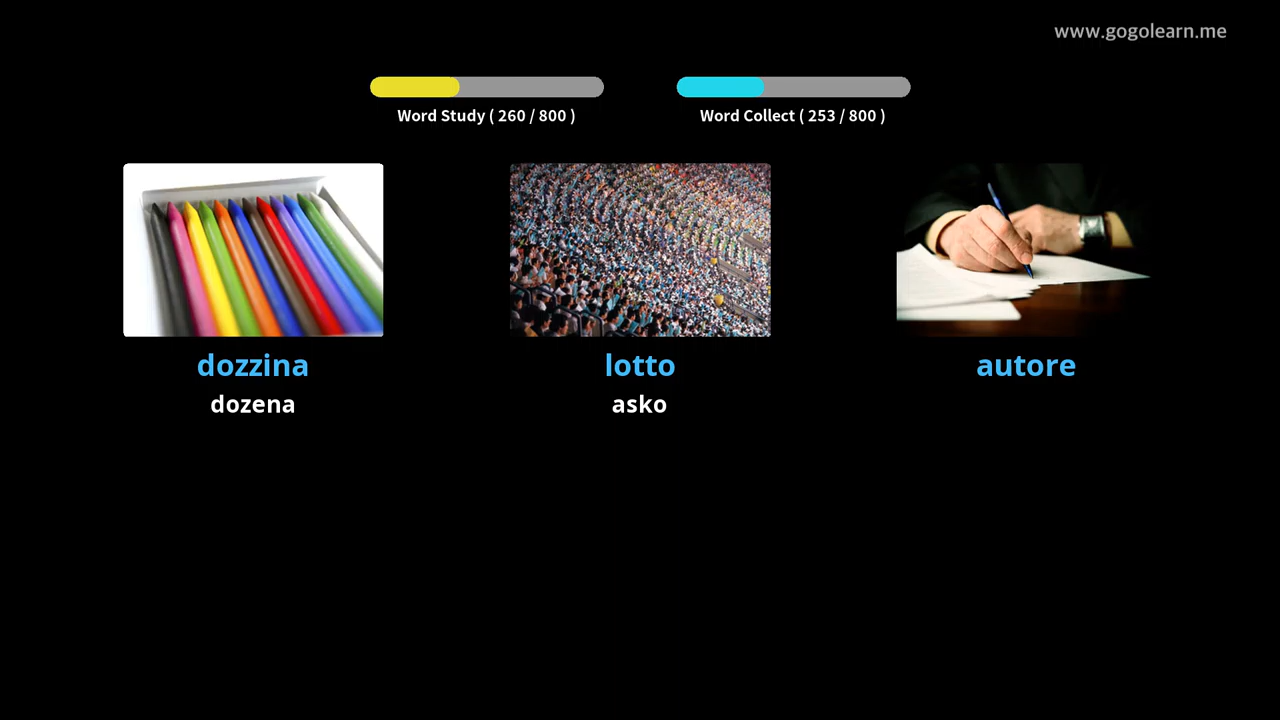 www.gogolearn.me
Word Study ( 260 / 800 )
Word Collect ( 253 / 800 )
dozzina
lotto
autore
dozena
asko